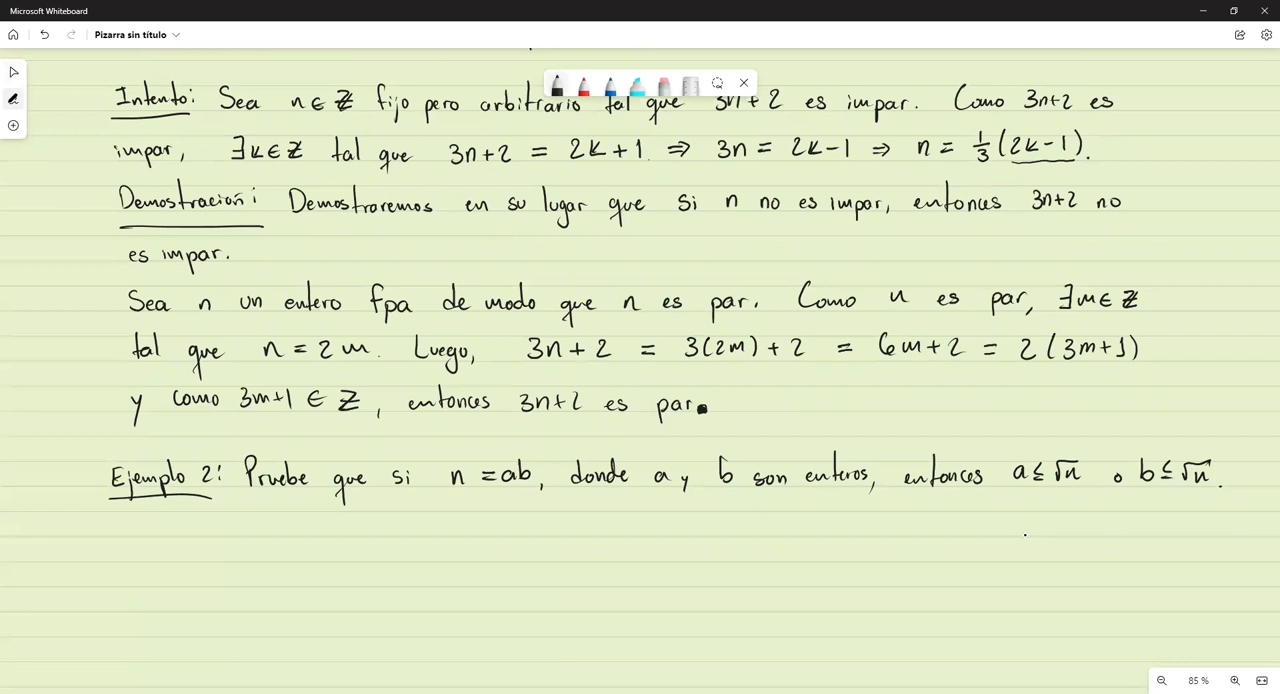 Microsoft Whiteboard
Pizarra sin título
Intento: Sea n ∈ ℤ fijo pero arbitrario tal que 3n+2 es impar. Como 3n+2 es
impar, ∃k∈ℤ tal que 3n+2 = 2k+1 ⇒ 3n = 2k-1 ⇒ n = 1/3 (2k-1).
Demostración: Demostraremos en su lugar que si n no es impar, entonces 3n+2 no
es impar.
Sea n un entero fpa de modo que n es par. Como n es par, ∃m∈ℤ
tal que n = 2m. Luego, 3n+2 = 3(2m)+2 = 6m+2 = 2(3m+1)
y como 3m+1 ∈ ℤ, entonces 3n+2 es par.
Ejemplo 2: Pruebe que si n = ab, donde a y b son enteros, entonces a ≤ √n o b ≤ √n.
85 %